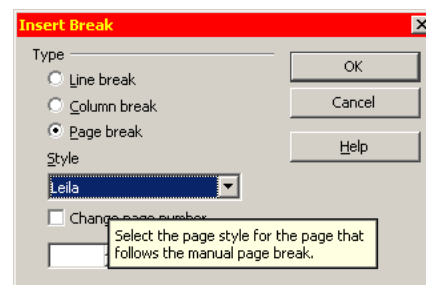 Insert Break
Type
Line break
Column break
Page break
Style
Leila
Change page number
Select the page style for the page that
follows the manual page break.
OK
Cancel
Help